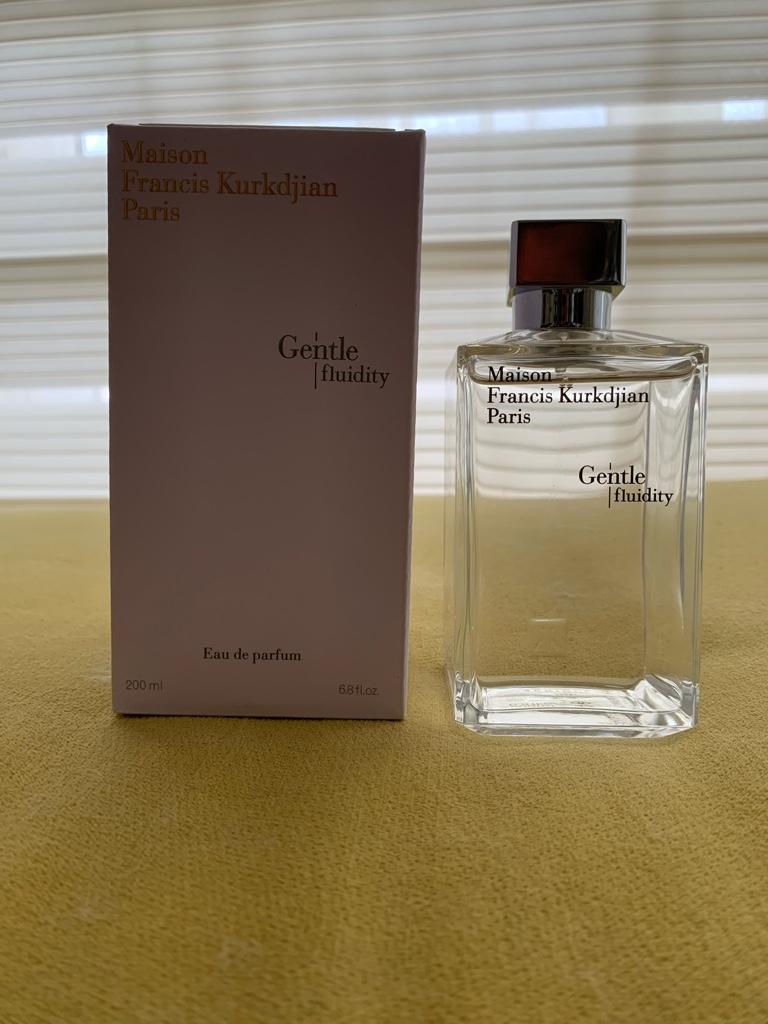 Maison
Francis Kurkdjian
Paris
Gentle
fluidity
Eau de parfum
200 ml
6.8 fl.oz.
Maison
Francis Kurkdjian
Paris
Gentle
fluidity